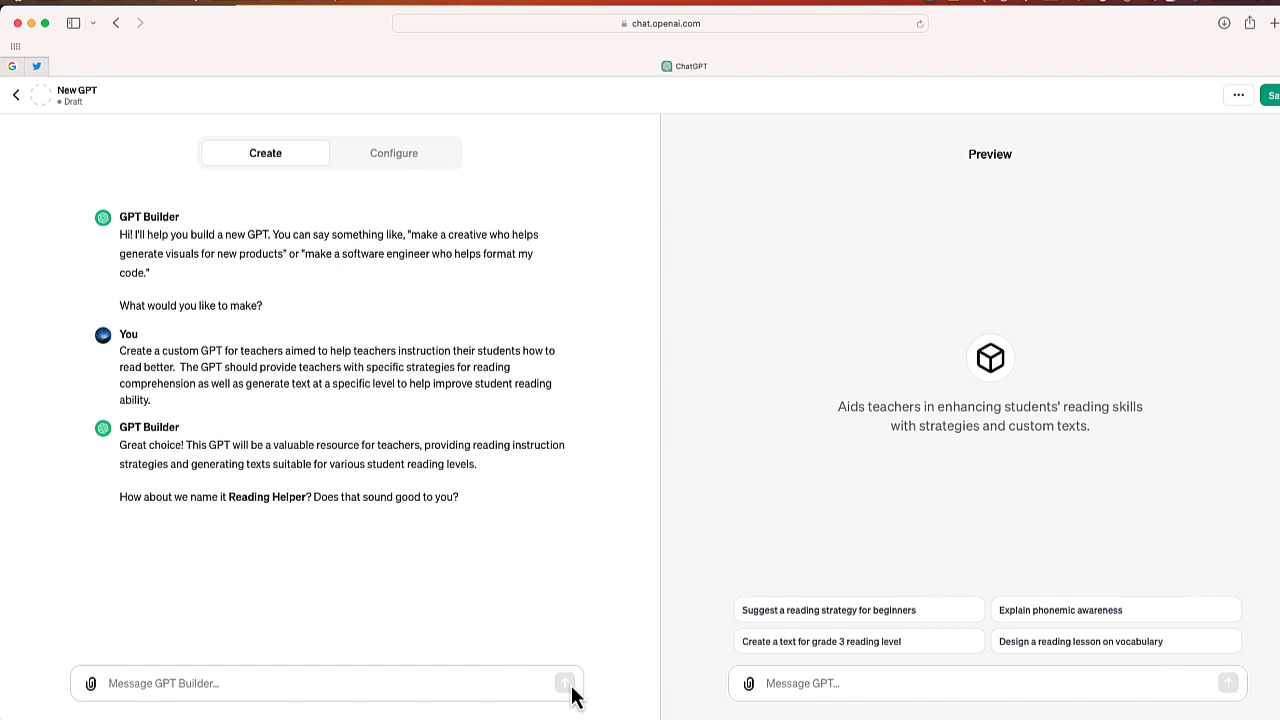 chat.openai.com
ChatGPT
New GPT
Draft
Create
Configure
GPT Builder
Hi! I'll help you build a new GPT. You can say something like, "make a creative who helps
generate visuals for new products" or "make a software engineer who helps format my
code."
What would you like to make?
You
Create a custom GPT for teachers aimed to help teachers instruction their students how to
read better. The GPT should provide teachers with specific strategies for reading
comprehension as well as generate text at a specific level to help improve student reading
ability.
GPT Builder
Great choice! This GPT will be a valuable resource for teachers, providing reading instruction
strategies and generating texts suitable for various student reading levels.
How about we name it Reading Helper? Does that sound good to you?
Message GPT Builder...
Preview
Aids teachers in enhancing students' reading skills
with strategies and custom texts.
Suggest a reading strategy for beginners
Explain phonemic awareness
Create a text for grade 3 reading level
Design a reading lesson on vocabulary
Message GPT...